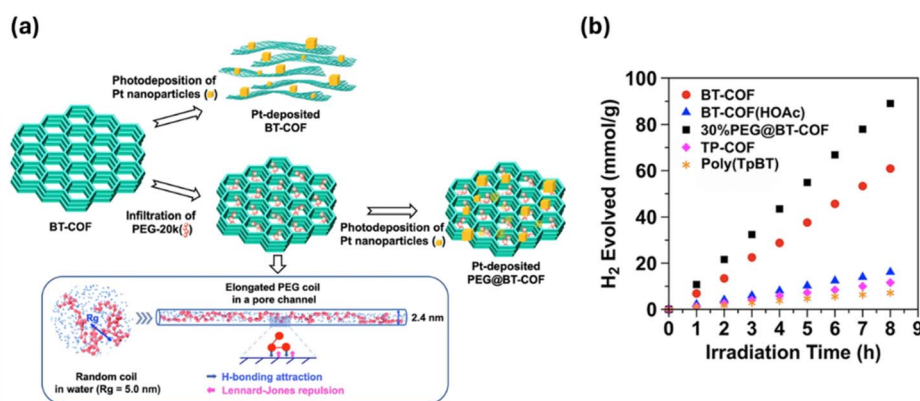 (a)
Photodeposition of
Pt nanoparticles ( )
Pt-deposited
BT-COF
BT-COF
Infiltration of
PEG-20k( )
Photodeposition of
Pt nanoparticles ( )
Pt-deposited
PEG@BT-COF
Elongated PEG coil
in a pore channel
Rg
2.4 nm
Random coil
in water (Rg = 5.0 nm)
H-bonding attraction
Lennard-Jones repulsion
(b)
H2 Evolved (mmol/g)
100
80
60
40
20
0
BT-COF
BT-COF(HOAc)
30%PEG@BT-COF
TP-COF
Poly(TpBT)
0 1 2 3 4 5 6 7 8 9
Irradiation Time (h)